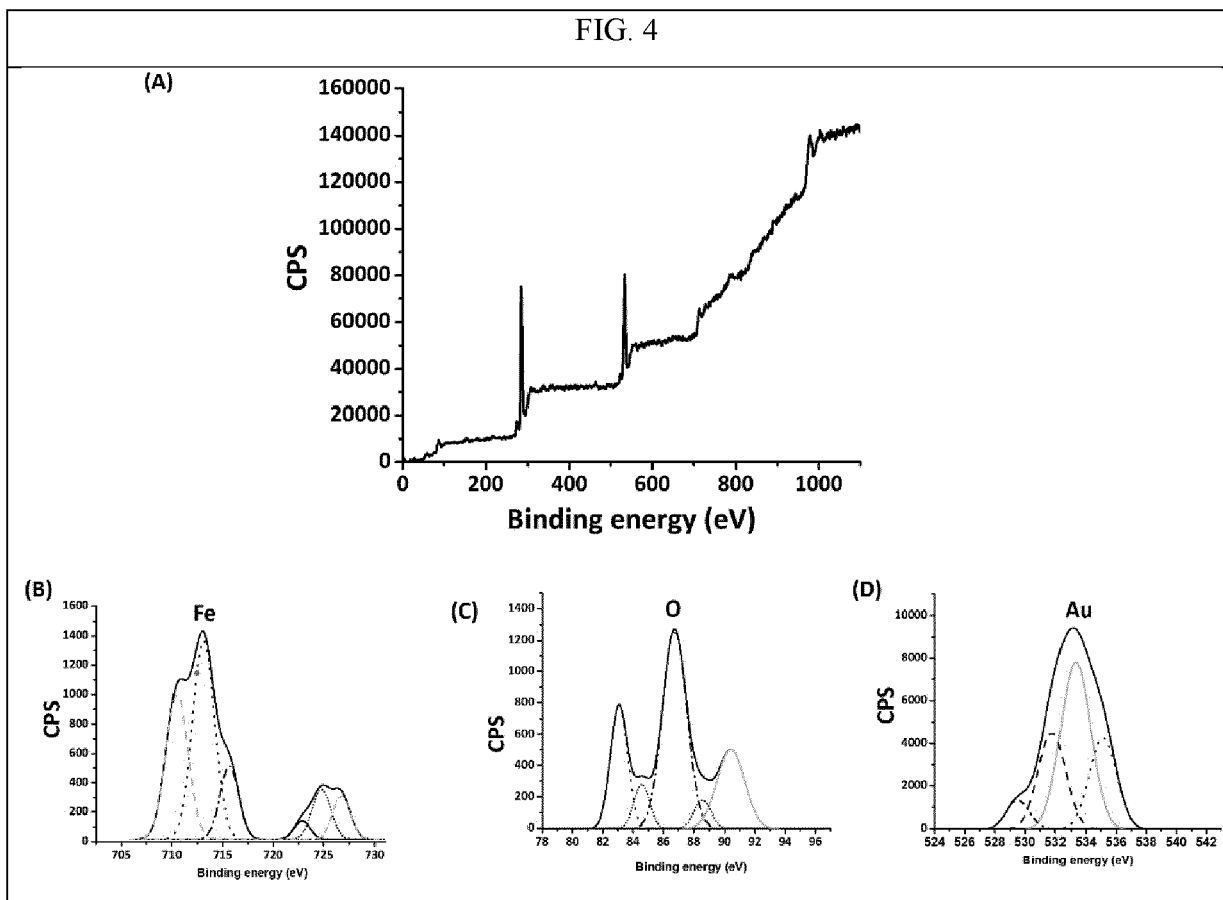 FIG. 4
(A)
160000
140000
120000
100000
80000
60000
40000
20000
0
CPS
0 200 400 600 800 1000
Binding energy (eV)
(B)
Fe
1600
1400
1200
1000
800
600
400
200
0
CPS
705 710 715 720 725 730
Binding energy (eV)
(C)
O
1400
1200
1000
800
600
400
200
0
CPS
78 80 82 84 86 88 90 92 94 96
Binding energy (eV)
(D)
Au
10000
8000
6000
4000
2000
0
CPS
524 526 528 530 532 534 536 538 540 542
Binding energy (eV)